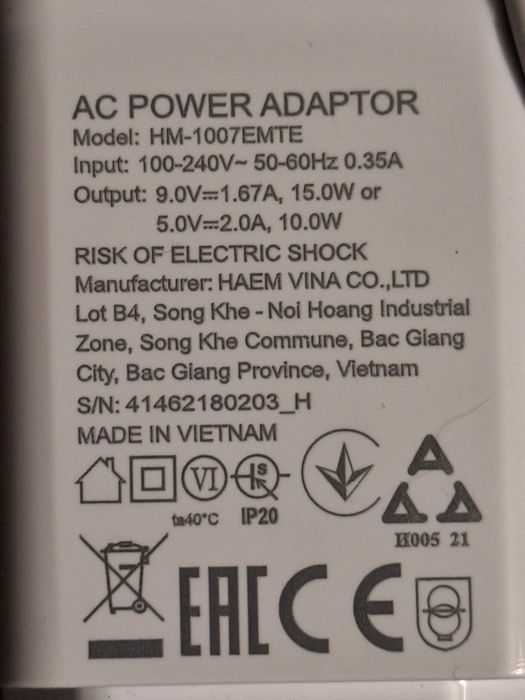 AC POWER ADAPTOR
Model: HM-1007EMTE
Input: 100-240V~ 50-60Hz 0.35A
Output: 9.0V⎓1.67A, 15.0W or
5.0V⎓2.0A, 10.0W
RISK OF ELECTRIC SHOCK
Manufacturer: HAEM VINA CO.,LTD
Lot B4, Song Khe - Noi Hoang Industrial
Zone, Song Khe Commune, Bac Giang
City, Bac Giang Province, Vietnam
S/N: 41462180203_H
MADE IN VIETNAM
VI S
ta40°C IP20
И005 21
EAC CE